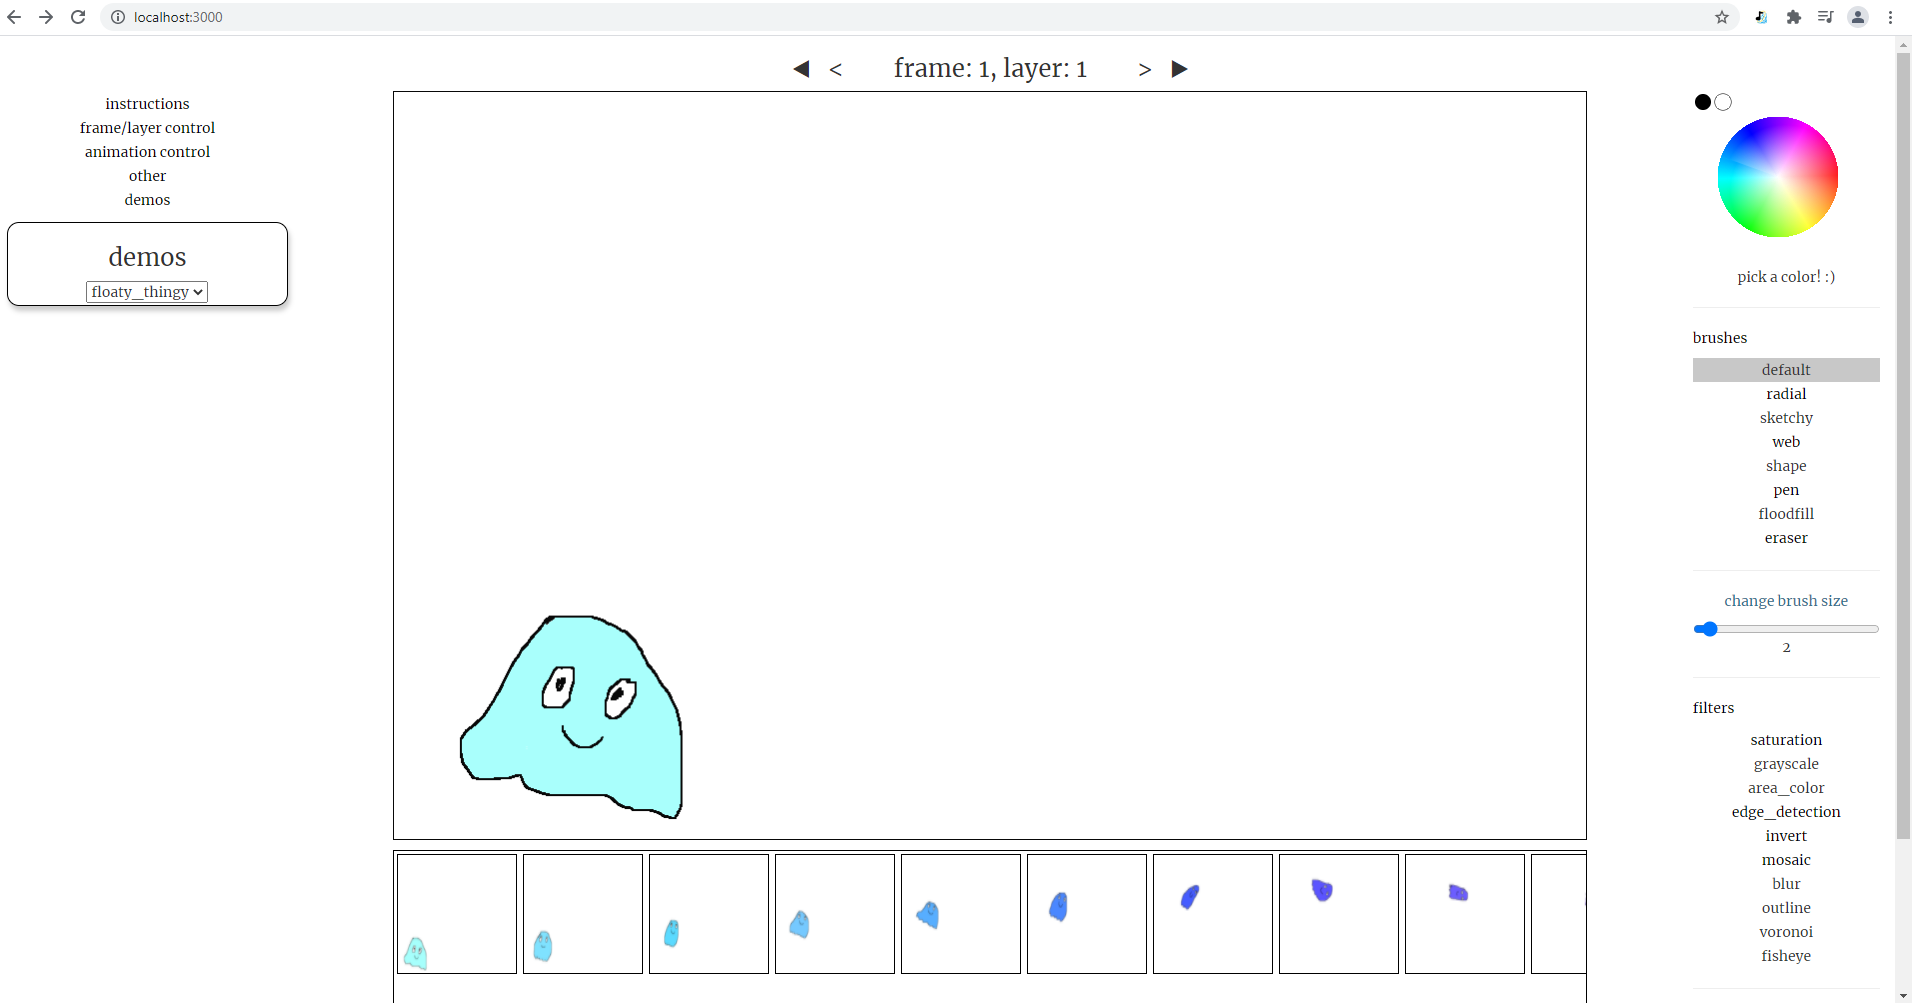 localhost:3000
◀ < frame: 1, layer: 1 > ▶
instructions
frame/layer control
animation control
other
demos
demos
floaty_thingy
pick a color! :)
brushes
default
radial
sketchy
web
shape
pen
floodfill
eraser
change brush size
2
filters
saturation
grayscale
area_color
edge_detection
invert
mosaic
blur
outline
voronoi
fisheye